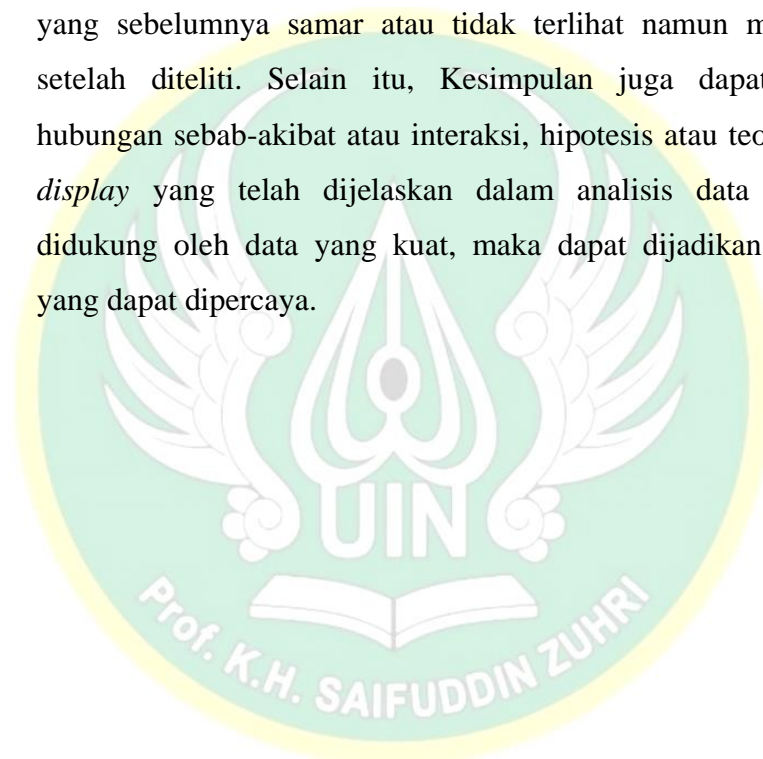 yang sebelumnya samar atau tidak terlihat namun
setelah diteliti. Selain itu, Kesimpulan juga dapat
hubungan sebab-akibat atau interaksi, hipotesis atau
display yang telah dijelaskan dalam analisis data
didukung oleh data yang kuat, maka dapat dijadikan
yang dapat dipercaya.
UIN
Prof. K.H. SAIFUDDIN ZUHRI